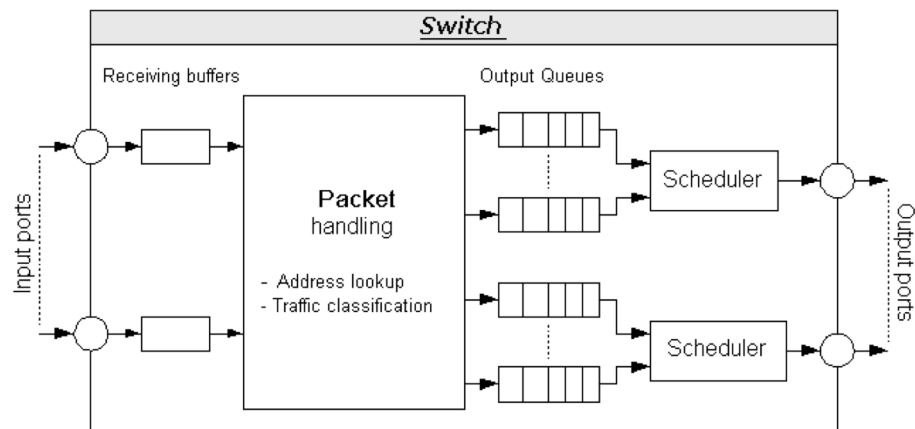 Switch
Receiving buffers
Output Queues
Input ports
Packet
handling
- Address lookup
- Traffic classification
Scheduler
Scheduler
Output ports